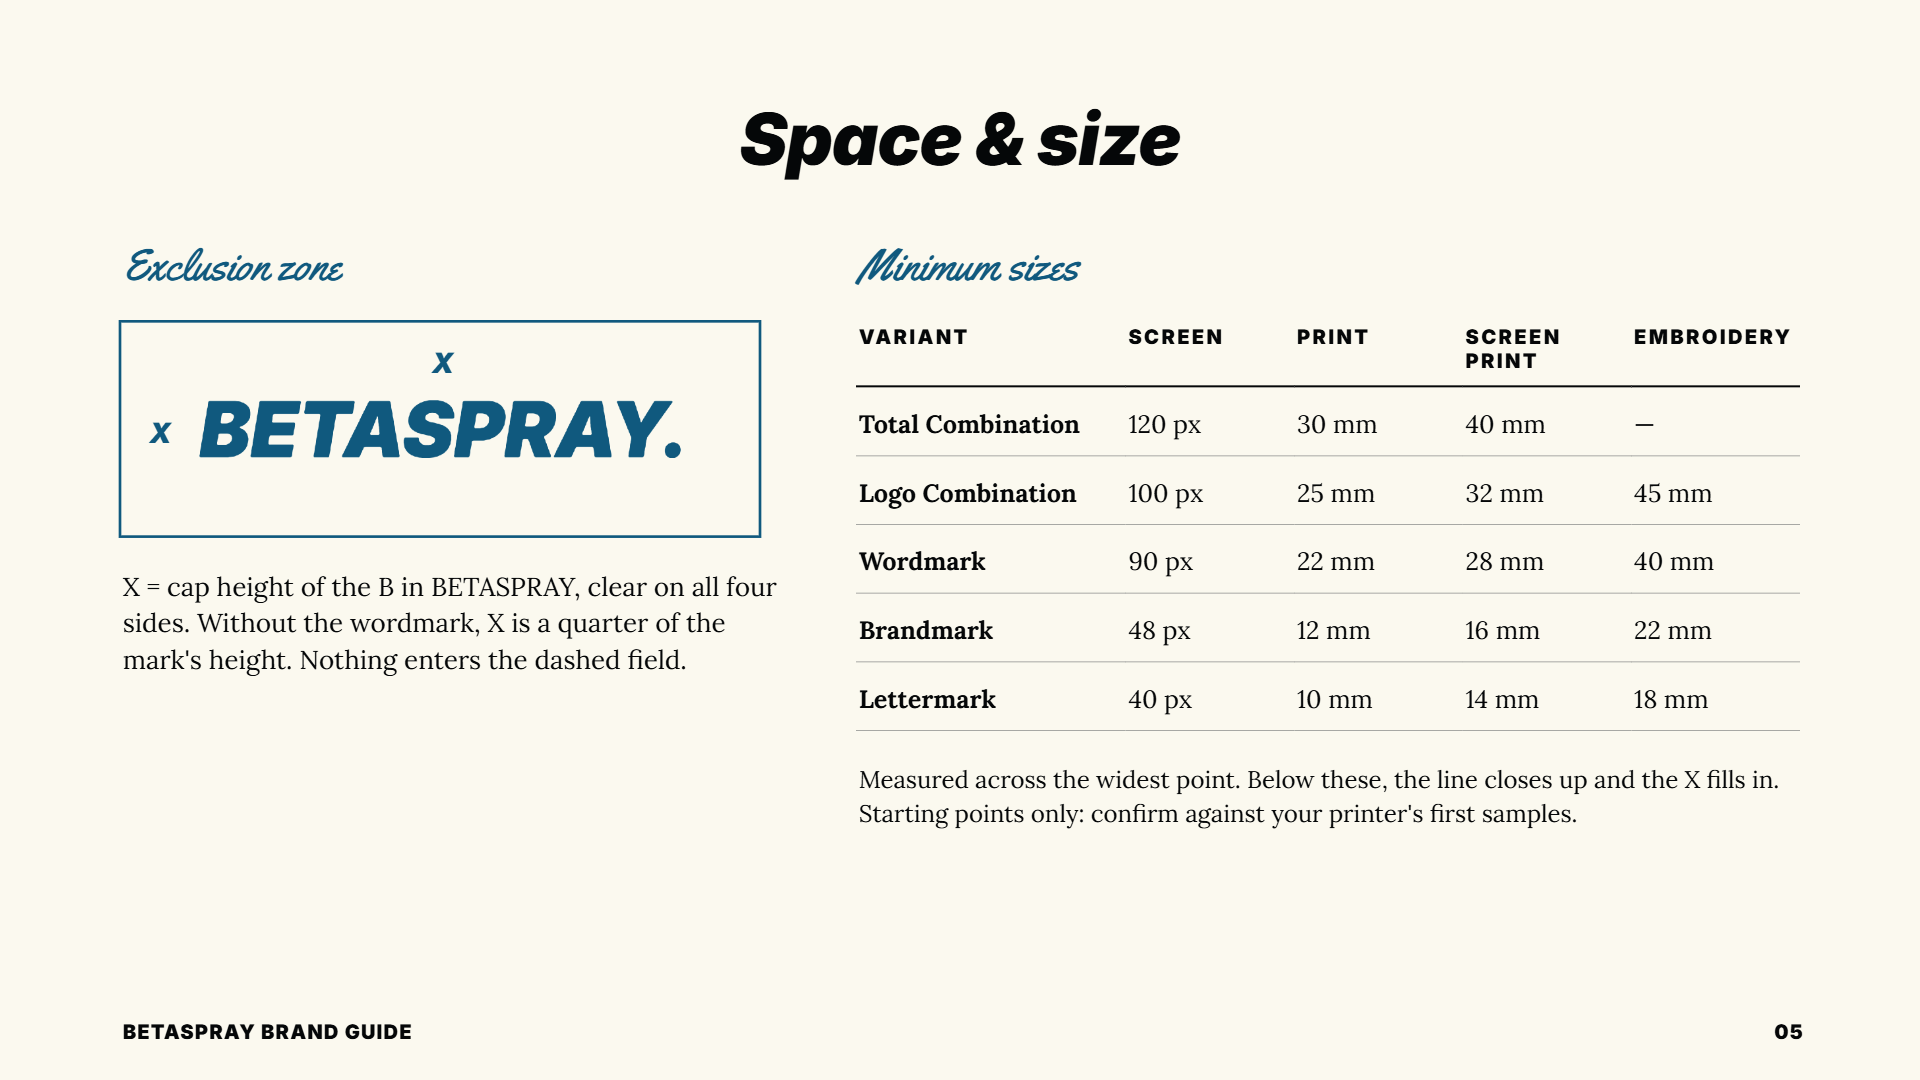 Space & size
Exclusion zone
X
X BETASPRAY.
X = cap height of the B in BETASPRAY, clear on all four
sides. Without the wordmark, X is a quarter of the
mark's height. Nothing enters the dashed field.
Minimum sizes
VARIANT SCREEN PRINT SCREEN PRINT EMBROIDERY
Total Combination 120 px 30 mm 40 mm —
Logo Combination 100 px 25 mm 32 mm 45 mm
Wordmark 90 px 22 mm 28 mm 40 mm
Brandmark 48 px 12 mm 16 mm 22 mm
Lettermark 40 px 10 mm 14 mm 18 mm
Measured across the widest point. Below these, the line closes up and the X fills in.
Starting points only: confirm against your printer's first samples.
BETASPRAY BRAND GUIDE
05